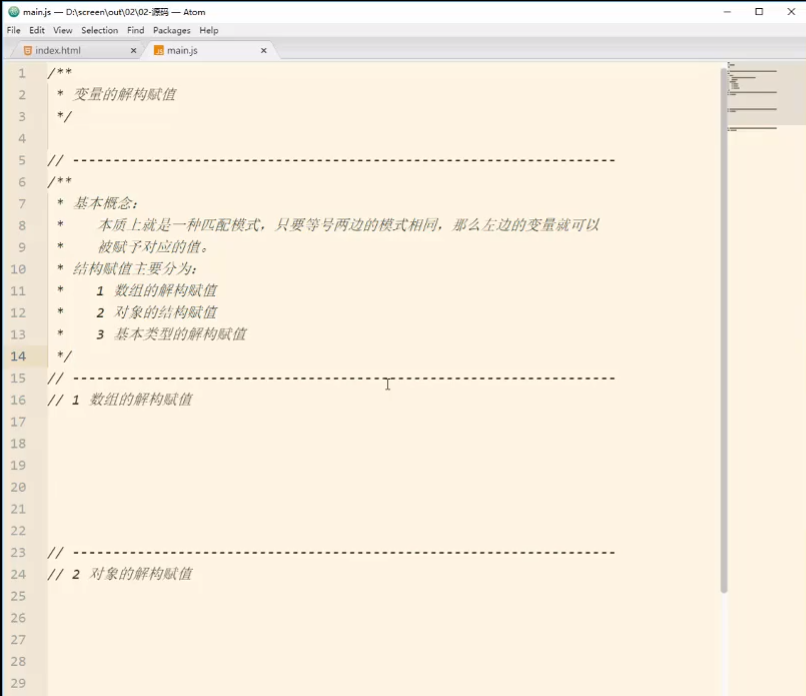 main.js — D:\screen\out\02\02-源码 — Atom
File Edit View Selection Find Packages Help
index.html × main.js ×
1 /**
2 * 变量的解构赋值
3 */
4
5 // ------------------------------------------------------------------
6 /**
7 * 基本概念：
8 * 本质上就是一种匹配模式，只要等号两边的模式相同，那么左边的变量就可以
9 * 被赋予对应的值。
10 * 结构赋值主要分为：
11 * 1 数组的解构赋值
12 * 2 对象的结构赋值
13 * 3 基本类型的解构赋值
14 */
15 // ------------------------------------------------------------------
16 // 1 数组的解构赋值
17
18
19
20
21
22
23 // ------------------------------------------------------------------
24 // 2 对象的解构赋值
25
26
27
28
29